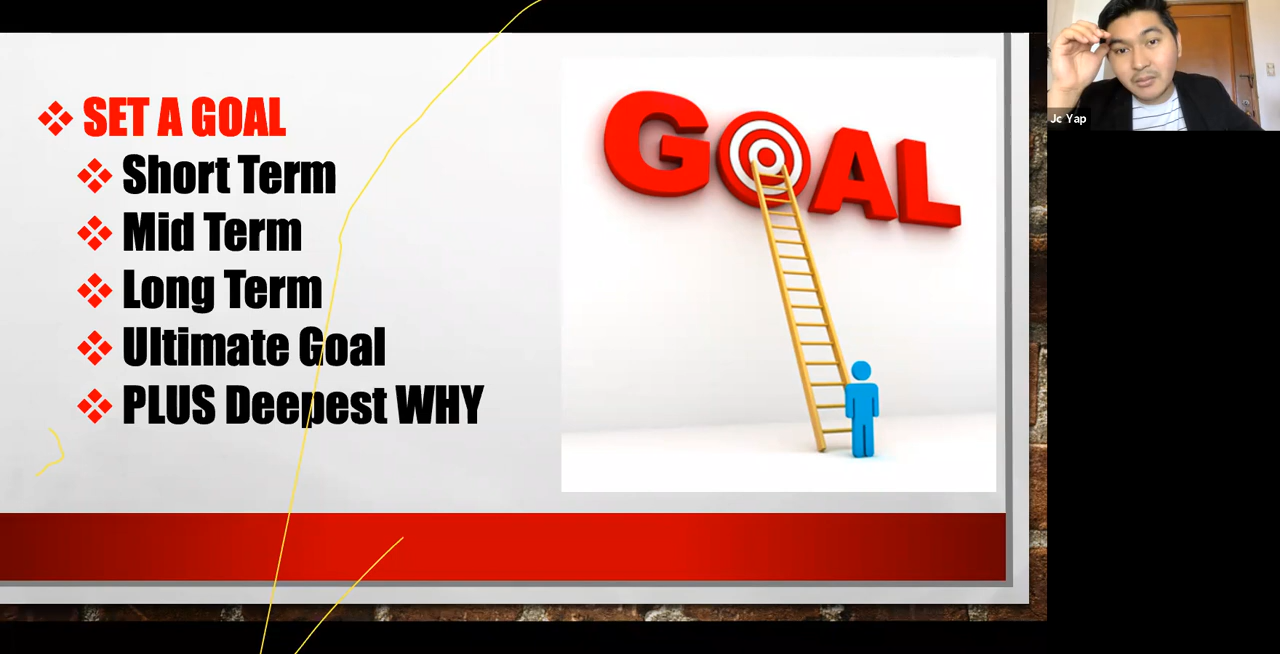 SET A GOAL
Short Term
Mid Term
Long Term
Ultimate Goal
PLUS Deepest WHY
GOAL
Jc Yap